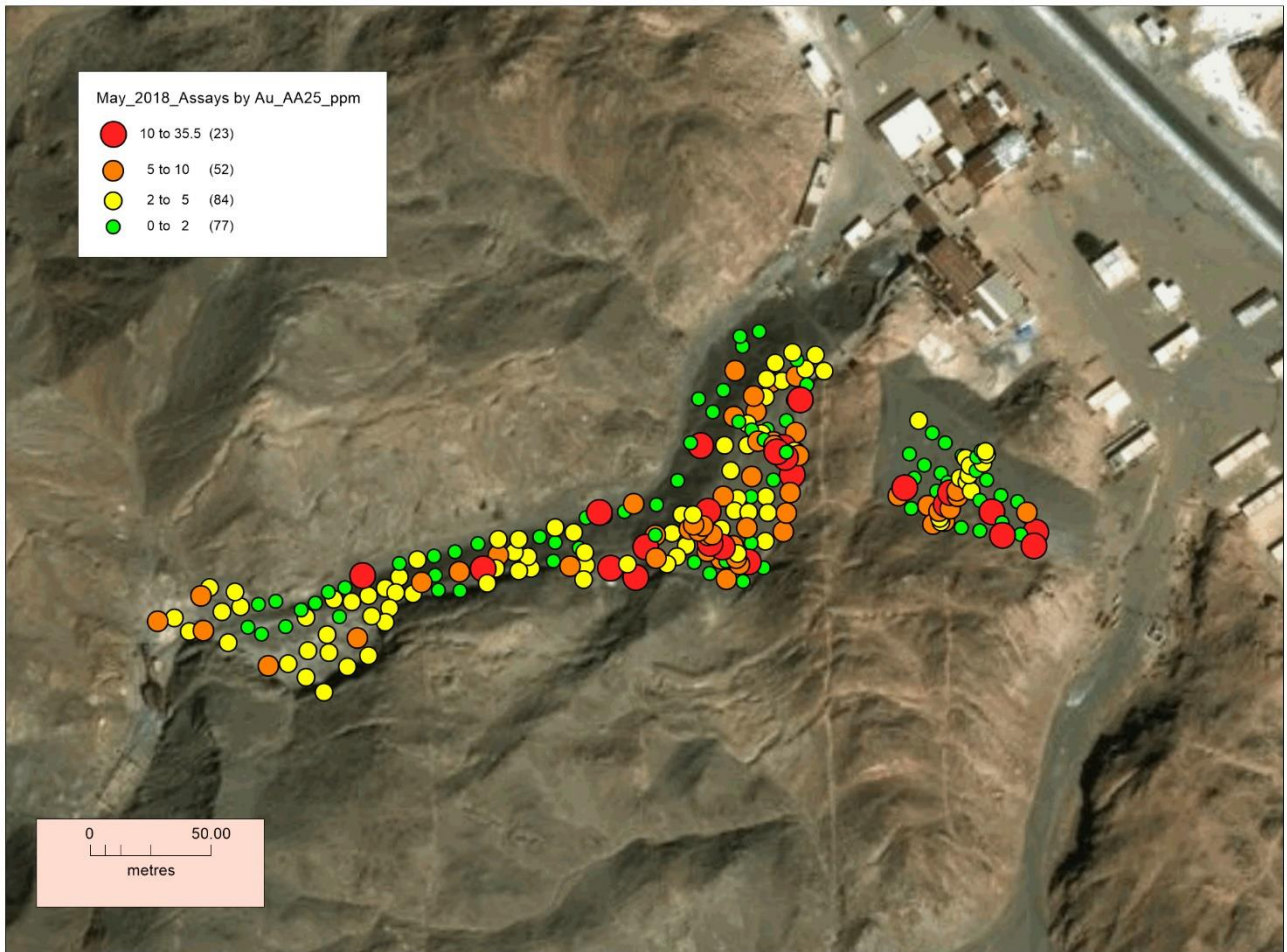 May_2018_Assays by Au_AA25_ppm
10 to 35.5 (23)
5 to 10 (52)
2 to 5 (84)
0 to 2 (77)
0 50.00
metres